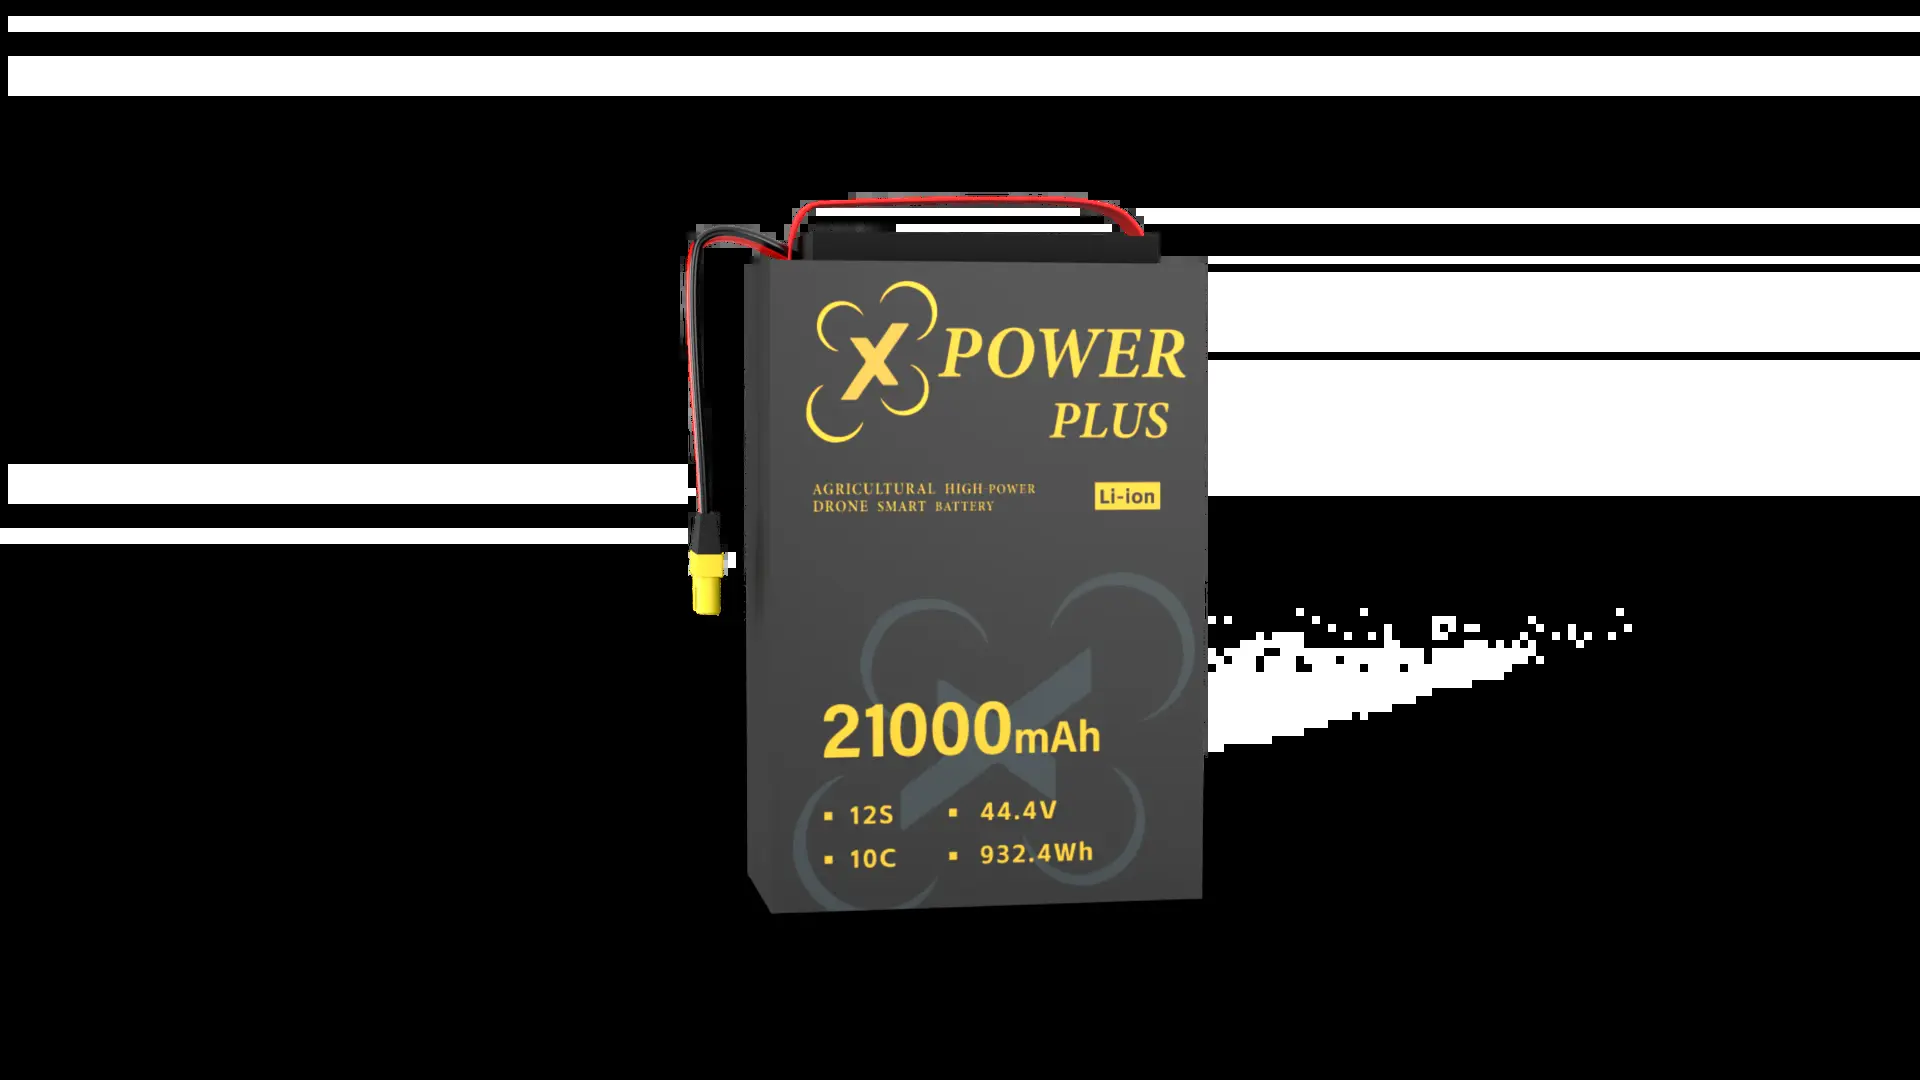 X POWER
PLUS
AGRICULTURAL HIGH-POWER
DRONE SMART BATTERY
Li-ion
21000mAh
▪ 12S ▪ 44.4V
▪ 10C ▪ 932.4Wh